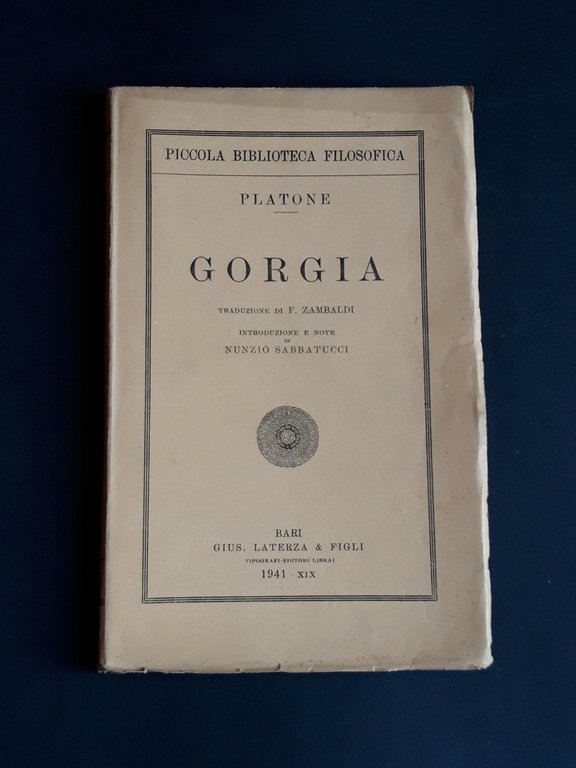 PICCOLA BIBLIOTECA FILOSOFICA
PLATONE
GORGIA
TRADUZIONE DI F. ZAMBALDI
INTRODUZIONE E NOTE
DI
NUNZIO SABBATUCCI
BARI
GIUS. LATERZA & FIGLI
TIPOGRAFI-EDITORI LIBRAI
1941 - XIX